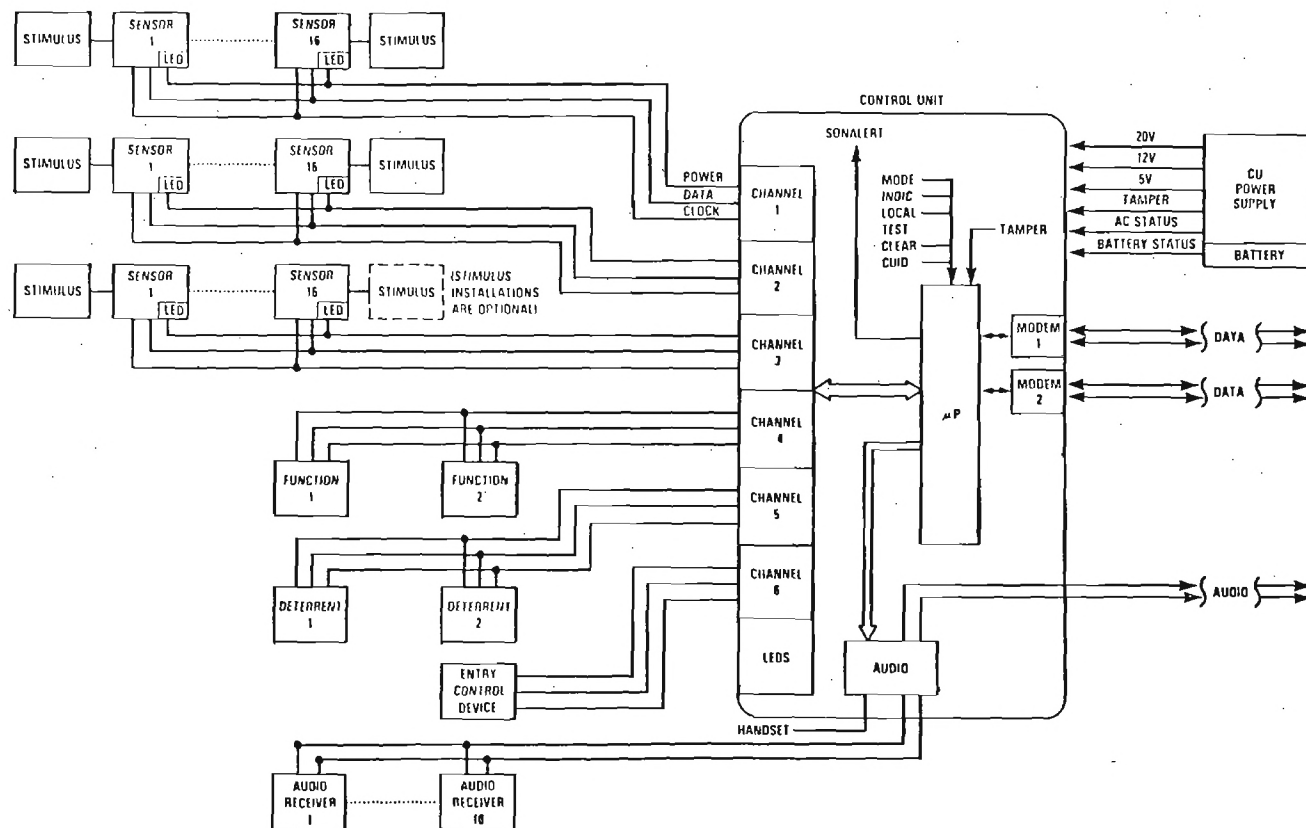 STIMULUS
SENSOR
1
LED
SENSOR
16
LED
STIMULUS
STIMULUS
SENSOR
1
LED
SENSOR
16
LED
STIMULUS
STIMULUS
SENSOR
1
LED
SENSOR
16
LED
STIMULUS
(STIMULUS
INSTALLATIONS
ARE OPTIONAL)
FUNCTION
1
FUNCTION
2
DETERRENT
1
DETERRENT
2
ENTRY
CONTROL
DEVICE
AUDIO
RECEIVER
1
AUDIO
RECEIVER
16
CONTROL UNIT
SONALERT
POWER
DATA
CLOCK
CHANNEL
1
CHANNEL
2
CHANNEL
3
CHANNEL
4
CHANNEL
5
CHANNEL
6
LEDS
MODE
INDIC
LOCAL
TEST
CLEAR
CUID
TAMPER
μP
MODEM
1
MODEM
2
AUDIO
HANDSET
20V
12V
5V
TAMPER
AC STATUS
BATTERY STATUS
CU
POWER
SUPPLY
BATTERY
DAYA
DATA
AUDIO